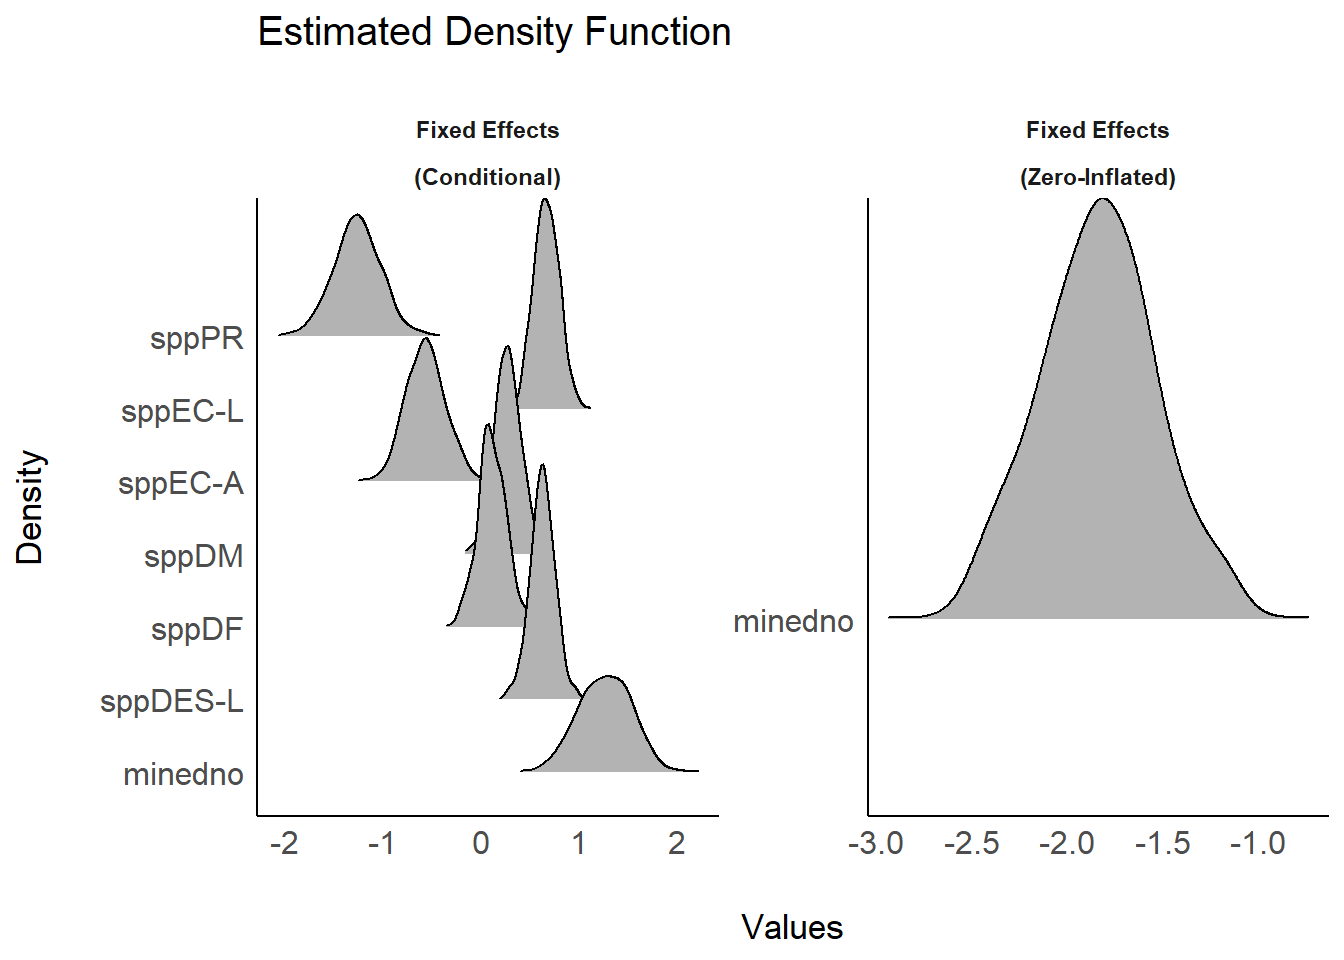 Estimated Density Function
Fixed Effects
(Conditional)
Fixed Effects
(Zero-Inflated)
Density
sppPR
sppEC-L
sppEC-A
sppDM
sppDF
sppDES-L
minedno
minedno
-2 -1 0 1 2
-3.0 -2.5 -2.0 -1.5 -1.0
Values